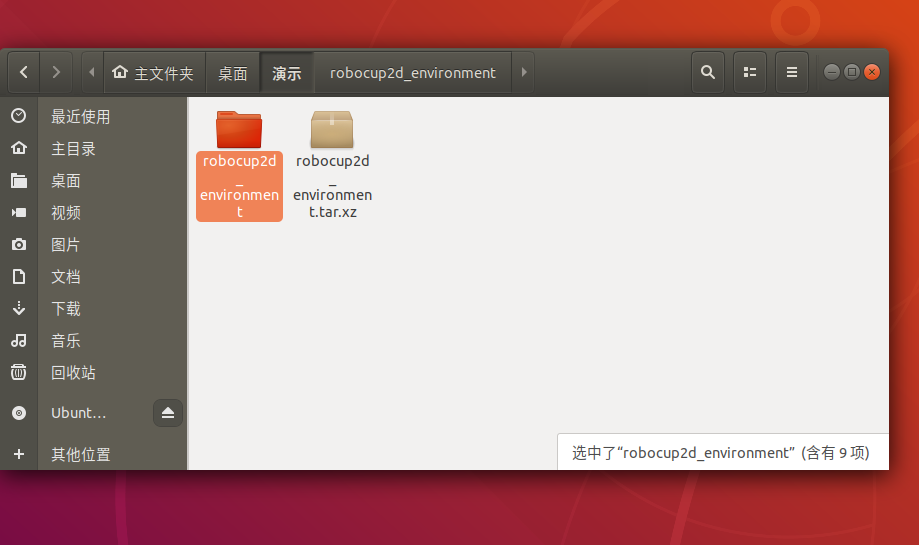 主文件夹 桌面 演示 robocup2d_environment
最近使用
主目录
桌面
视频
图片
文档
下载
音乐
回收站
Ubunt…
其他位置
robocup2d
_
environmen
t
robocup2d
_
environmen
t.tar.xz
选中了“robocup2d_environment” (含有 9 项)